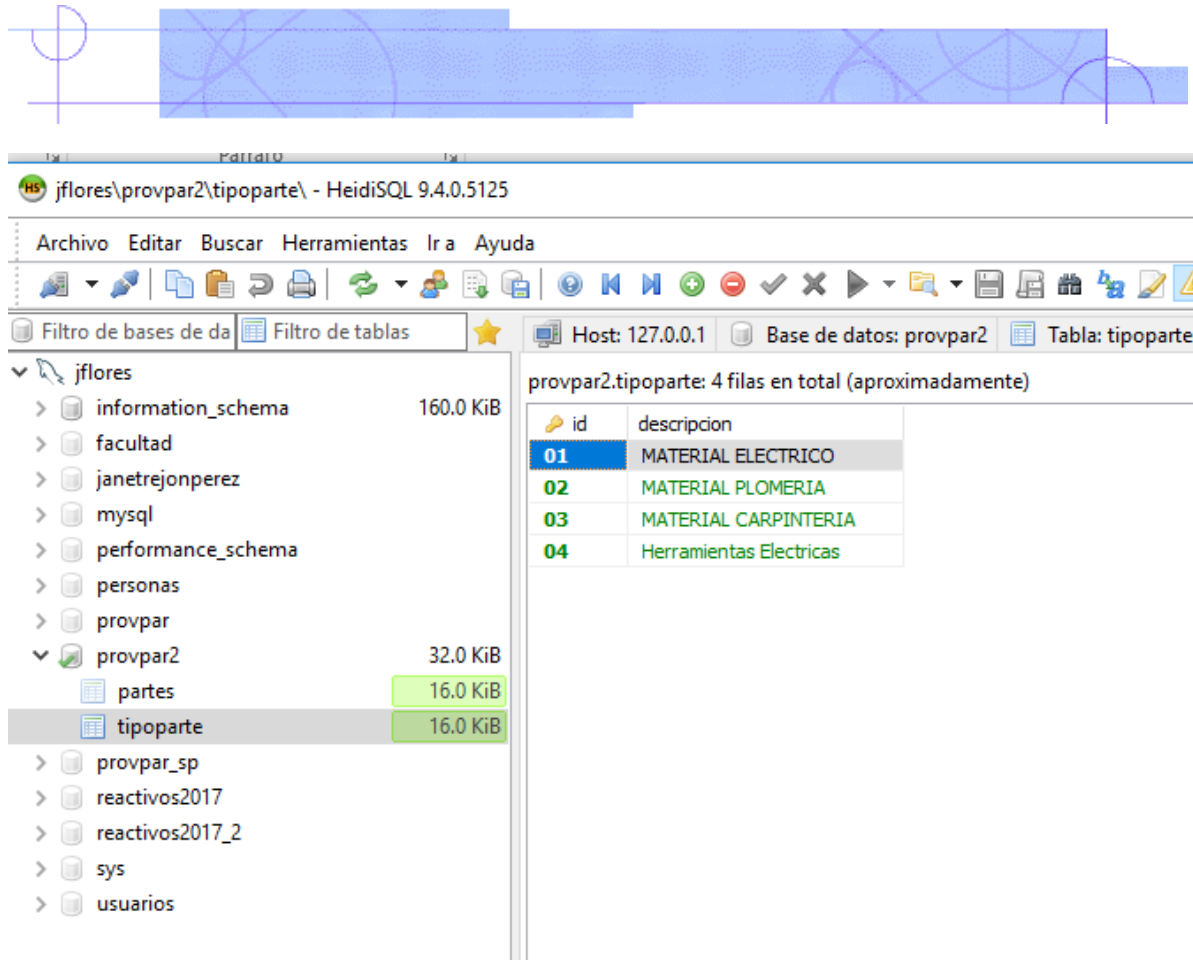 Párrafo
HS jflores\provpar2\tipoparte\ - HeidiSQL 9.4.0.5125
Archivo Editar Buscar Herramientas Ir a Ayuda
Filtro de bases de da Filtro de tablas
Host: 127.0.0.1 Base de datos: provpar2 Tabla: tipoparte
jflores
information_schema 160.0 KiB
facultad
janetrejonperez
mysql
performance_schema
personas
provpar
provpar2 32.0 KiB
partes 16.0 KiB
tipoparte 16.0 KiB
provpar_sp
reactivos2017
reactivos2017_2
sys
usuarios
provpar2.tipoparte: 4 filas en total (aproximadamente)
id descripcion
01 MATERIAL ELECTRICO
02 MATERIAL PLOMERIA
03 MATERIAL CARPINTERIA
04 Herramientas Electricas